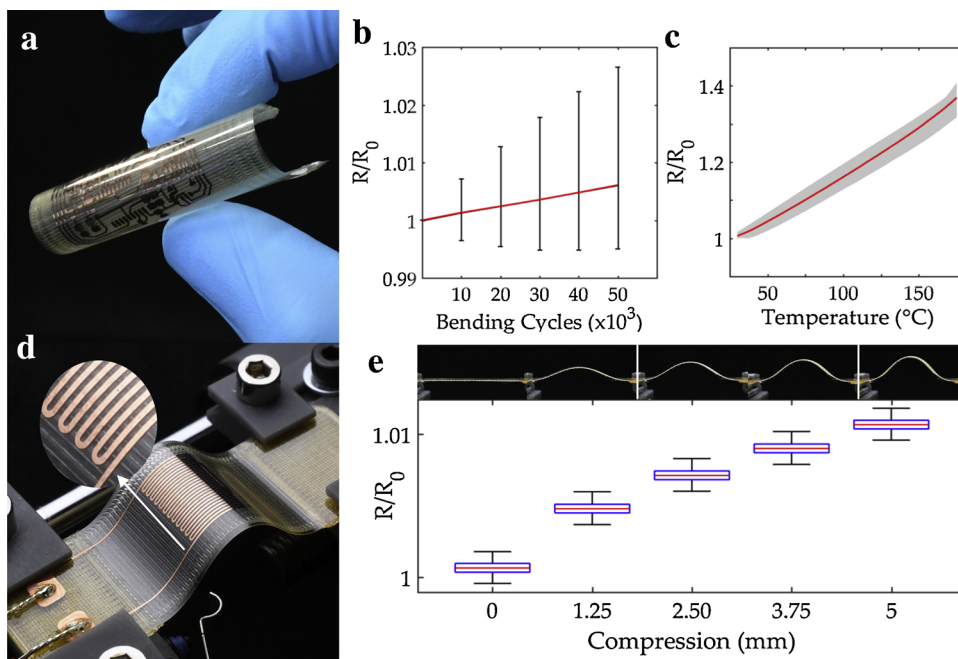 a
b
1.03
1.02
1.01
1
0.99
R/R0
10 20 30 40 50
Bending Cycles (x10³)
c
1.4
1.2
1
R/R0
50 100 150
Temperature (°C)
d
e
1.01
1
R/R0
0 1.25 2.50 3.75 5
Compression (mm)